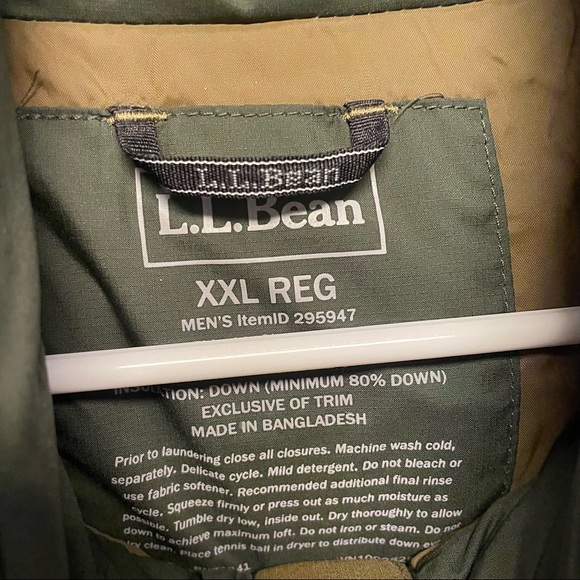 L.L.Bean
L.L.Bean
XXL REG
MEN'S ItemID 295947
INSULATION: DOWN (MINIMUM 80% DOWN)
EXCLUSIVE OF TRIM
MADE IN BANGLADESH
Prior to laundering close all closures. Machine wash cold,
separately. Delicate cycle. Mild detergent. Do not bleach or
use fabric softener. Recommended additional final rinse
cycle. Squeeze firmly or press out as much moisture as
possible. Tumble dry low, inside out. Dry thoroughly to allow
down to achieve maximum loft. Do not iron or steam. Do not
dry clean. Place tennis ball in dryer to distribute down
41